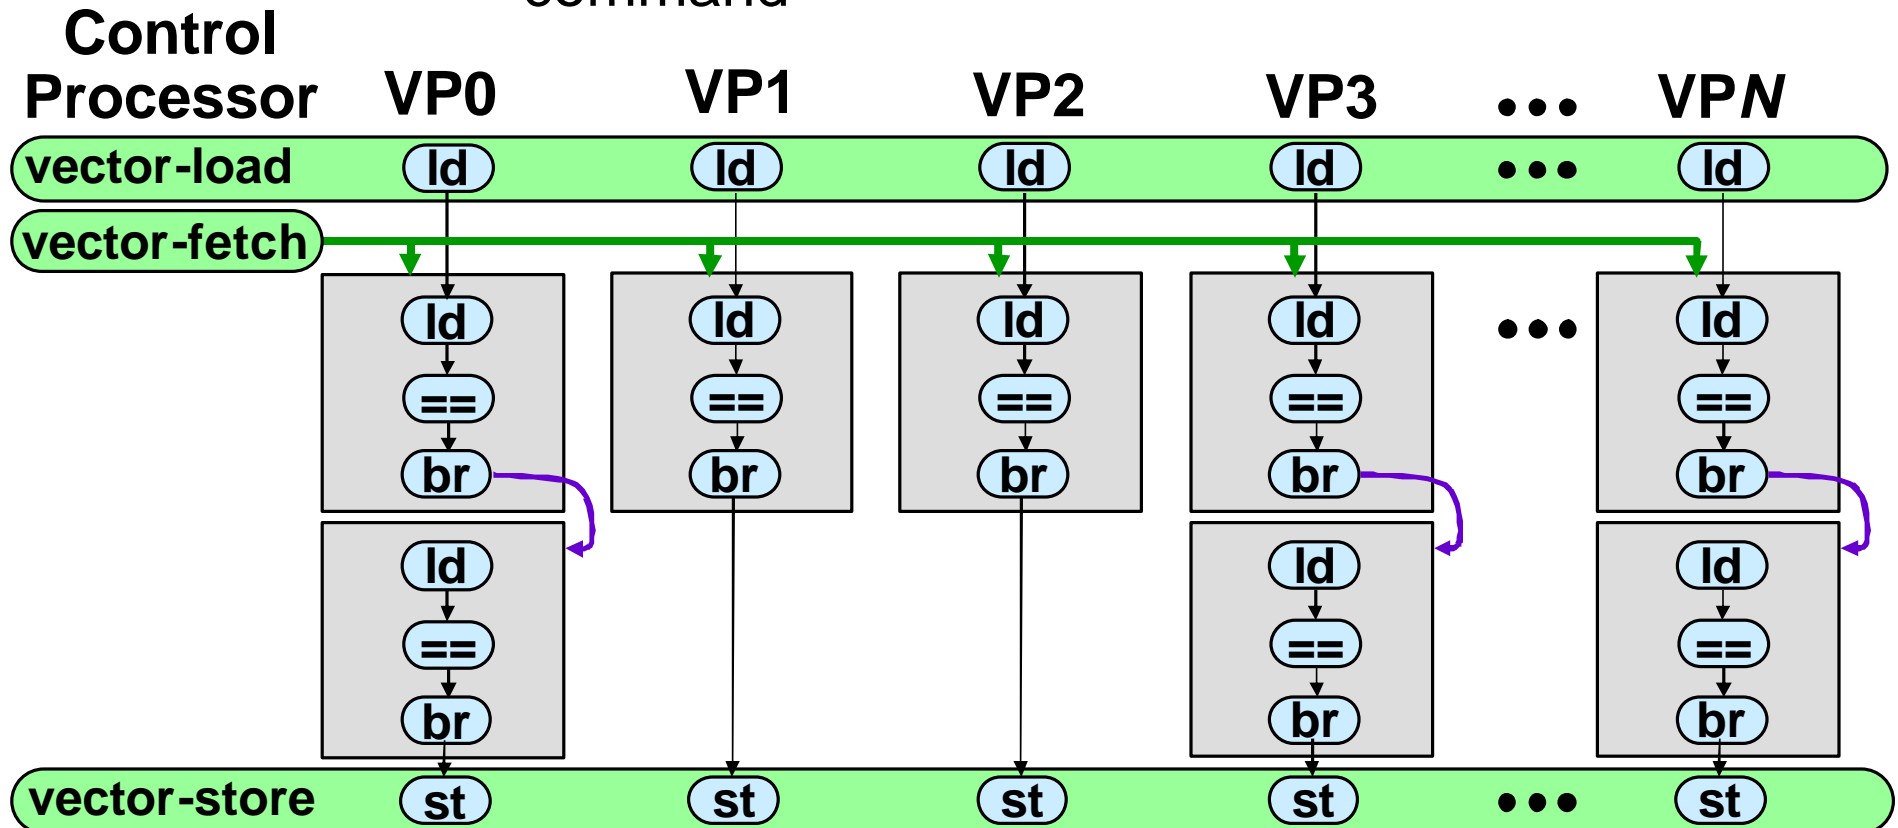 command
Control
Processor VP0 VP1 VP2 VP3 ••• VPN
vector-load ld ld ld ld ••• ld
vector-fetch
ld ld ld ld ••• ld
== == == == ==
br br br br br
ld ld ld
== == ==
br br br
vector-store st st st st ••• st